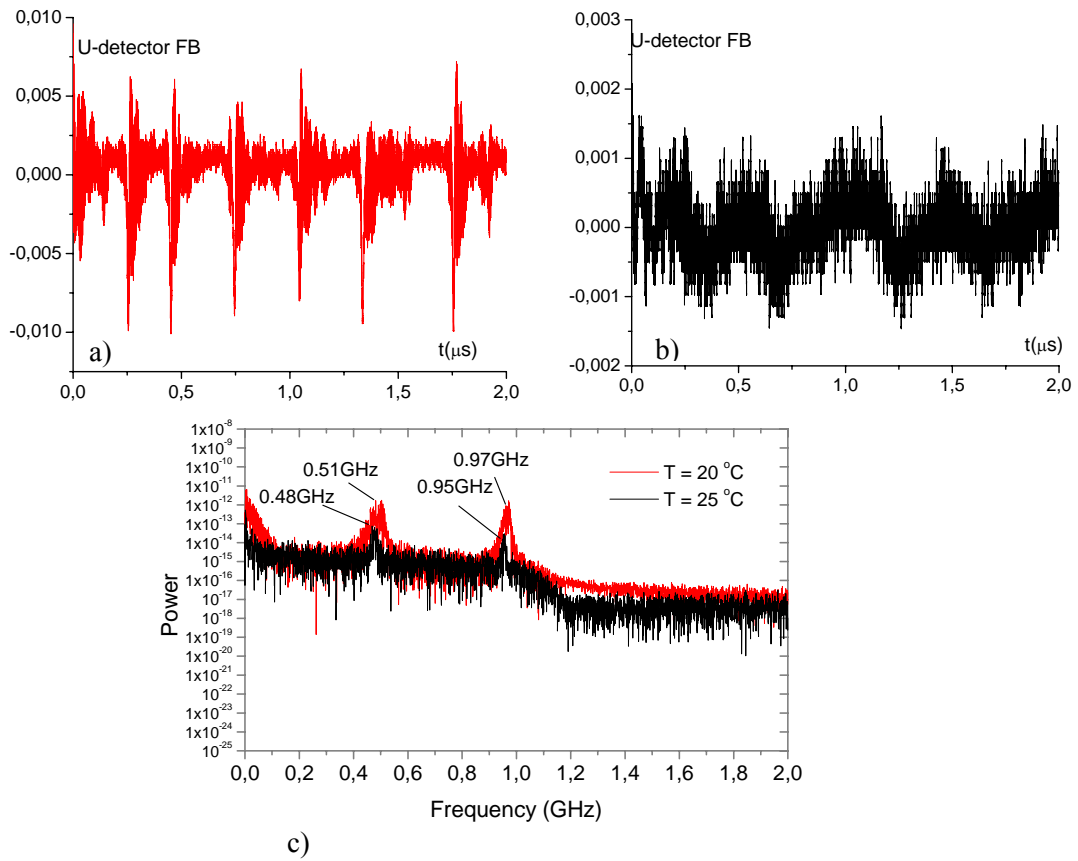 U-detector FB
0,010
0,005
0,000
-0,005
-0,010
0,0
0,5
1,0
1,5
2,0
t(μs)
a)
U-detector FB
0,003
0,002
0,001
0,000
-0,001
-0,002
0,0
0,5
1,0
1,5
2,0
t(μs)
b)
Power
1x10-8
1x10-9
1x10-10
1x10-11
1x10-12
1x10-13
1x10-14
1x10-15
1x10-16
1x10-17
1x10-18
1x10-19
1x10-20
1x10-21
10-22
1x10-23
1x10-24
1x10-25
0.51GHz
0.48GHz
0.97GHz
0.95GHz
T = 20 °C
T = 25 °C
0,0
0,2
0,4
0,6
0,8
1,0
1,2
1,4
1,6
1,8
2,0
Frequency (GHz)
c)